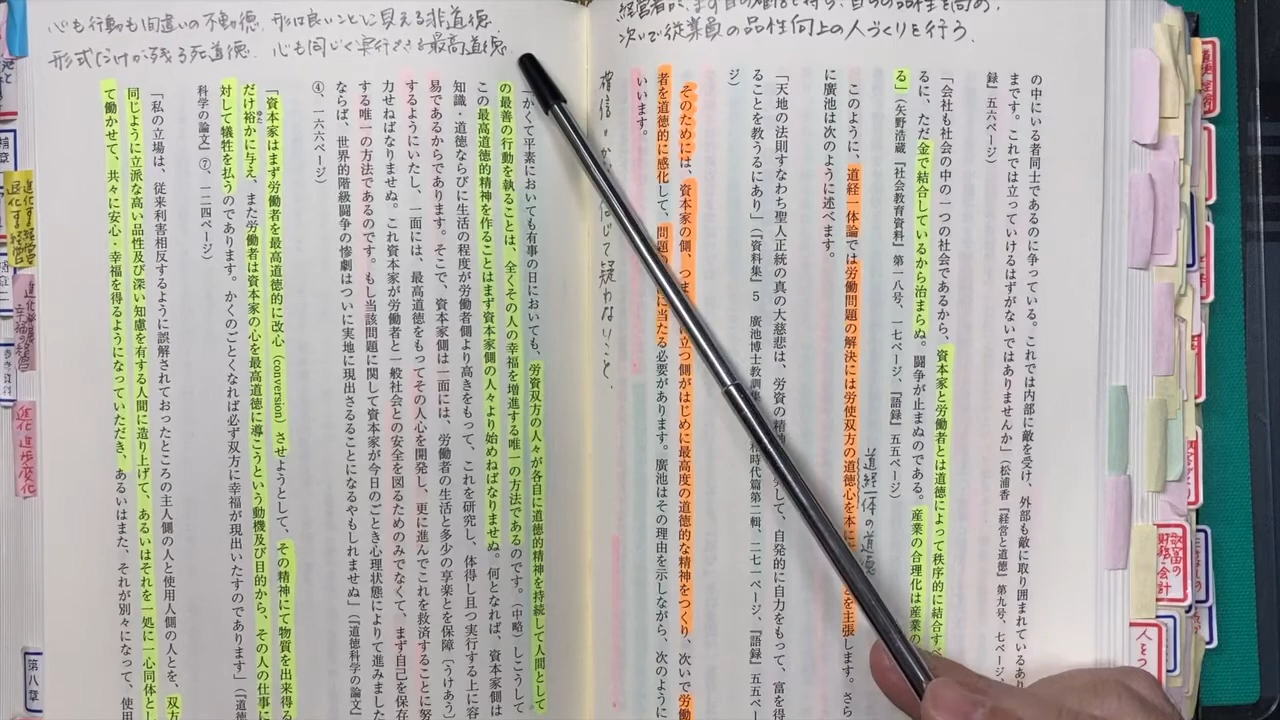 の中にいる者同士であるのに争っている。これでは内部に敵を受け、外部も敵に取り囲まれているあり
まです。これでは立っていけるはずがないではありませんか」(松浦香『経営と道徳』第九号、七ページ、
録』五六ページ)
「会社も社会の中の一つの社会であるから、資本家と労働者とは道徳によって秩序的に結合す
るに、ただ金で結合しているから治まらぬ。闘争が止まぬのである。産業の合理化は産業の
る」(矢野浩蔵『社会教育資料』第一八号、一七ページ、『語録』五五ページ)
道経一体の道徳
このように、道経一体論では労働問題の解決には労使双方の道徳心を本に
とを主張します。さら
に廣池は次のように述べます。
「天地の法則すなわち聖人正統の真の大慈悲は、労資の精神
して、自発的に自力をもって、富を得
ることを教うるにあり」(『資料集』5 廣池博士教訓集
和時代篇第二輯、二七一ページ、『語録』五五ペー
ジ)
そのためには、資本家の側、つま
立つ側がはじめに最高度の道徳的な精神をつくり、次いで労働
者を道徳的に感化して、問題の
に当たる必要があります。廣池はその理由を示しながら、次のように
いいます。
経営者が、まず自の確信を持ち、自らの品性を高め、
次いで従業員の品性向上の人づくりを行う。
確信
信じて疑わないこと。
心も行動も間違いの不動徳 形は良いことに見える非道徳
形式だけが残る死道徳 心も同じく実行できる最高道徳
「かくて平素においても有事の日においても、労資双方の人々が各自に道徳的精神を持続して人間として
の最善の行動を執ることは、全くその人の幸福を増進する唯一の方法であるのです。(中略)しこうして
この最高道徳的精神を作ることはまず資本家側の人々より始めねばなりませぬ。何となれば、資本家側は
知識・道徳ならびに生活の程度が労働者側より高きをもって、これを研究し、体得し且つ実行する上に容
易であるからであります。そこで、資本家側は一面には、労働者の生活と多少の享楽とを保障(うけあう)
するようにいたし、一面には、最高道徳をもってその人心を開発し、更に進んでこれを救済することに努
力せねばなりませぬ。これ資本家が労働者と一般社会との安全を図るためのみでなくて、まず自己を保存
する唯一の方法であるのです。もし当該問題に関して資本家が今日のごとき心理状態によりて進みました
ならば、世界的階級闘争の惨劇はついに実地に現出さることになるやもしれませぬ」(『道徳科学の論文』
④、一六六ページ)
「資本家はまず労働者を最高道徳的に改心(conversion)させようとして、その精神にて物質を出来得る
だけ裕かに与え、また労働者は資本家の心を最高道徳に導こうという動機及び目的から、その人の仕事に
対して犠牲を払うのであります。かくのごとくなれば必ず双方に幸福が現出いたすのであります」(『道徳
科学の論文』⑦、一二四ページ)
「私の立場は、従来利害相反するように誤解されておったところの主人側の人と使用人側の人とを、双方
同じように立派な高い品性及び深い知慮を有する人間に造り上げて、あるいはそれを一処に一心同体とし
て働かせて、共々に安心・幸福を得るようになっていただき、あるいはまた、それが別々になって、使用
第八章
進化 進歩 変化